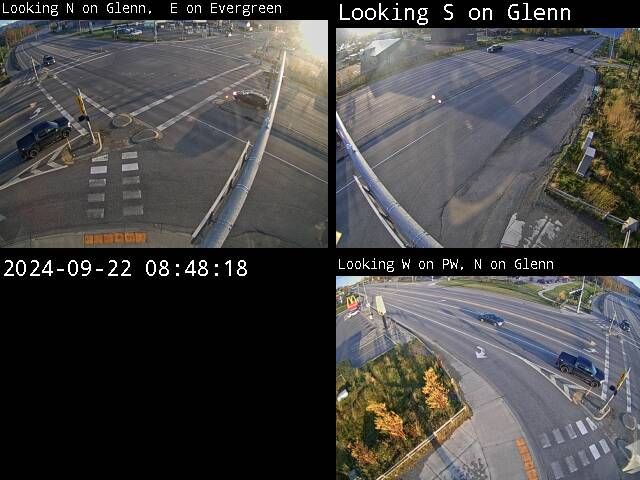 Looking N on Glenn,  E on Evergreen
Looking S on Glenn
2024-09-22 08:48:18
Looking W on PW, N on Glenn